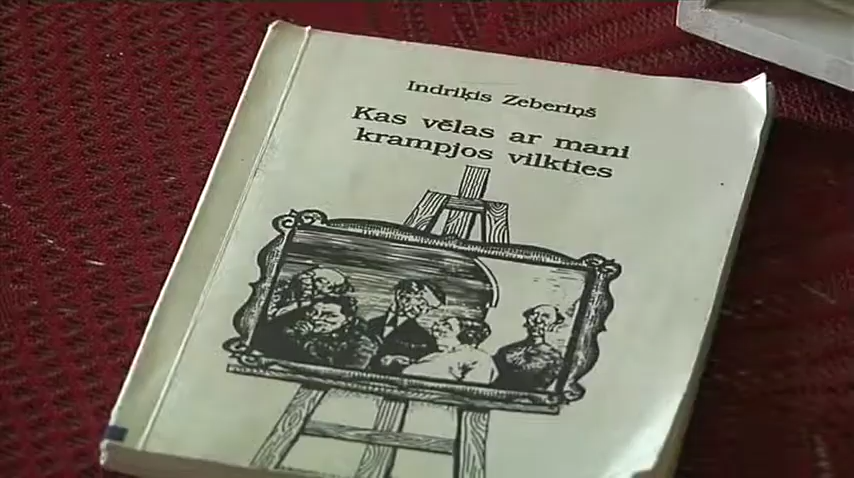 Indriķis Zeberiņš
Kas vēlas ar mani
krampjos vilkties